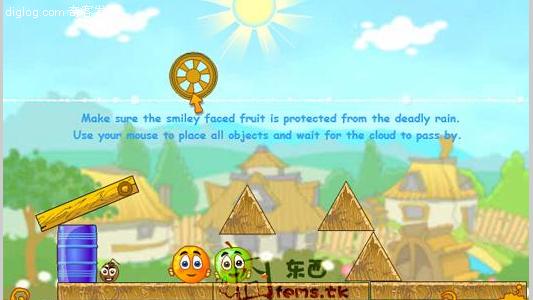 diglog.com
Make sure the smiley faced fruit is protected from the deadly rain.
Use your mouse to place all objects and wait for the cloud to pass by.
东西
Items.tk